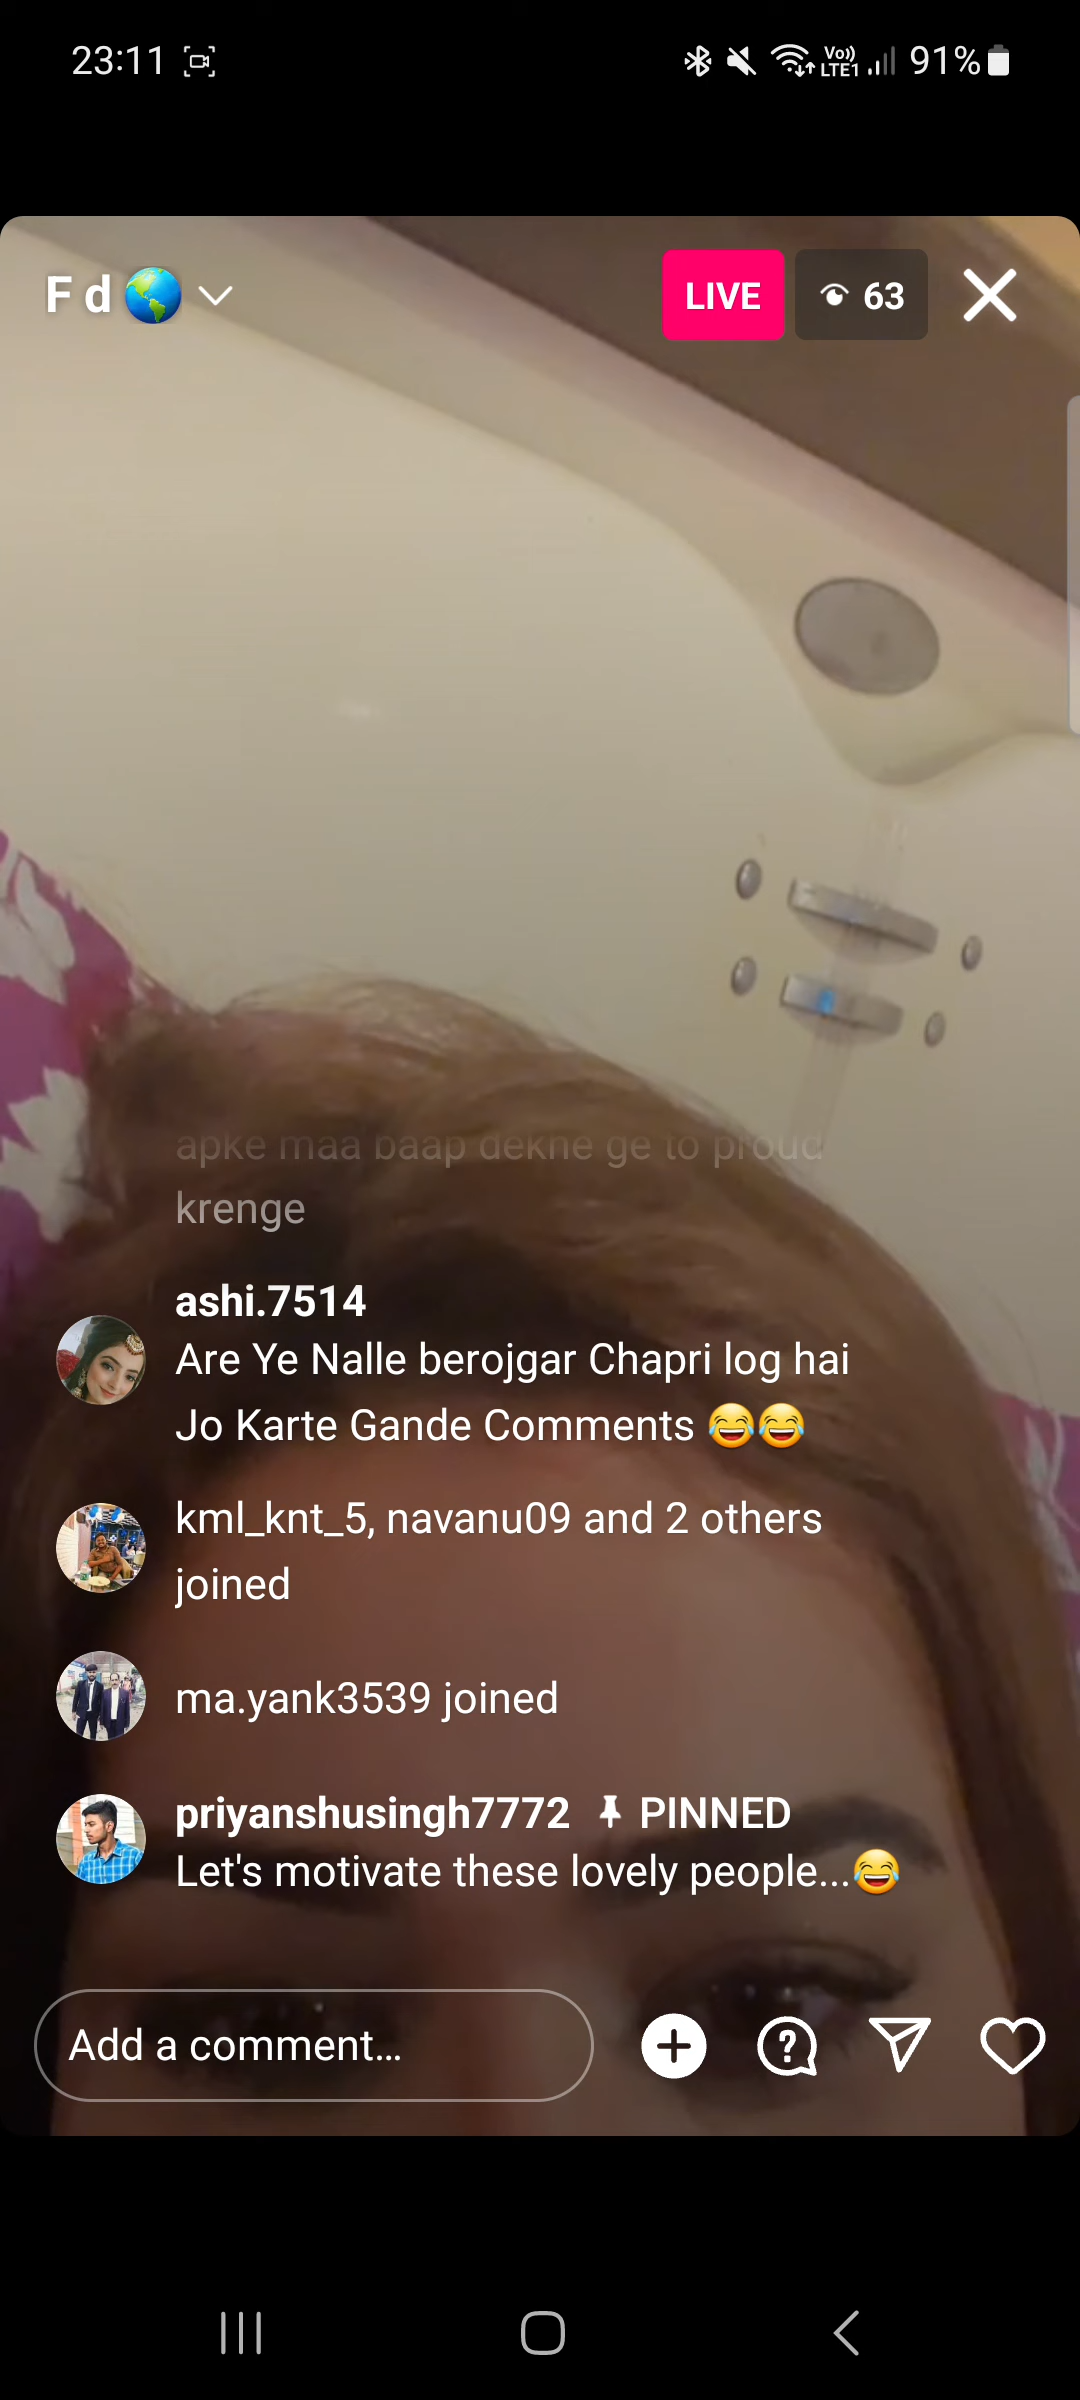 23:11 Vo)) LTE1 91%
F d LIVE 63
apke maa baap dekne ge to proud
krenge
ashi.7514
Are Ye Nalle berojgar Chapri log hai
Jo Karte Gande Comments 😂😂
kml_knt_5, navanu09 and 2 others
joined
ma.yank3539 joined
priyanshusingh7772 PINNED
Let's motivate these lovely people...😂
Add a comment...